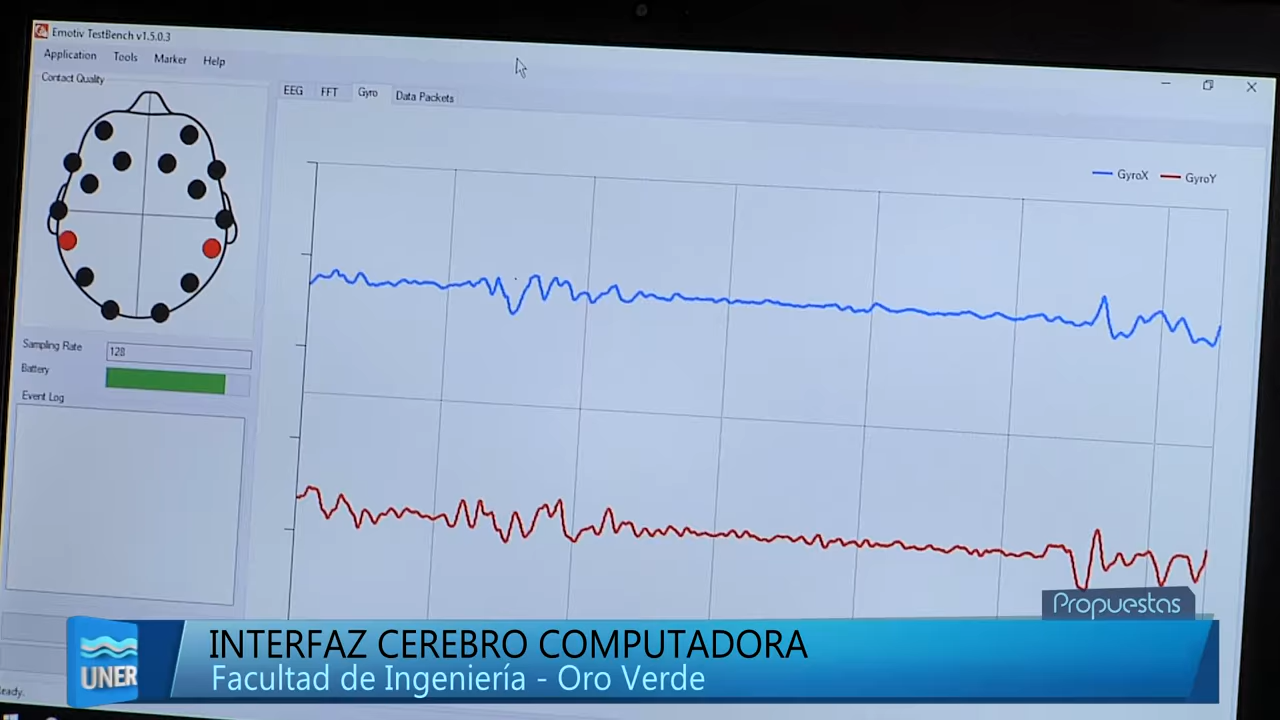 Emotiv TestBench v1.5.0.3
Application Tools Marker Help
Contact Quality
EEG FFT Gyro Data Packets
GyroX GyroY
Sampling Rate 128
Battery
Event Log
Propuestas
INTERFAZ CEREBRO COMPUTADORA
Facultad de Ingeniería - Oro Verde
UNER